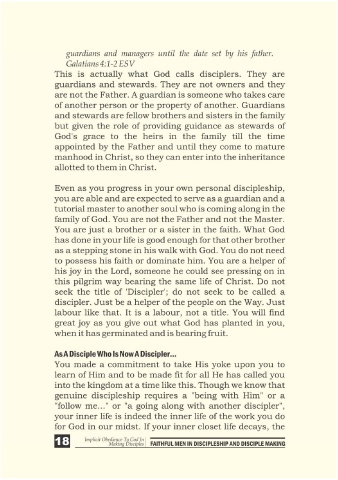 guardians and managers until the date set by his father.
Galatians 4:1-2 ESV
This is actually what God calls disciplers. They are
guardians and stewards. They are not owners and they
are not the Father. A guardian is someone who takes care
of another person or the property of another. Guardians
and stewards are fellow brothers and sisters in the family
but given the role of providing guidance as stewards of
God's grace to the heirs in the family till the time
appointed by the Father and until they come to mature
manhood in Christ, so they can enter into the inheritance
allotted to them in Christ.
Even as you progress in your own personal discipleship,
you are able and are expected to serve as a guardian and a
tutorial master to another soul who is coming along in the
family of God. You are not the Father and not the Master.
You are just a brother or a sister in the faith. What God
has done in your life is good enough for that other brother
as a stepping stone in his walk with God. You do not need
to possess his faith or dominate him. You are a helper of
his joy in the Lord, someone he could see pressing on in
this pilgrim way bearing the same life of Christ. Do not
seek the title of 'Discipler'; do not seek to be called a
discipler. Just be a helper of the people on the Way. Just
labour like that. It is a labour, not a title. You will find
great joy as you give out what God has planted in you,
when it has germinated and is bearing fruit.
As A Disciple Who Is Now A Discipler...
You made a commitment to take His yoke upon you to
learn of Him and to be made fit for all He has called you
into the kingdom at a time like this. Though we know that
genuine discipleship requires a "being with Him" or a
"follow me..." or "a going along with another discipler",
your inner life is indeed the inner life of the work you do
for God in our midst. If your inner closet life decays, the
18
Implicit Obedience To God In
Making Disciples
FAITHFUL MEN IN DISCIPLESHIP AND DISCIPLE MAKING